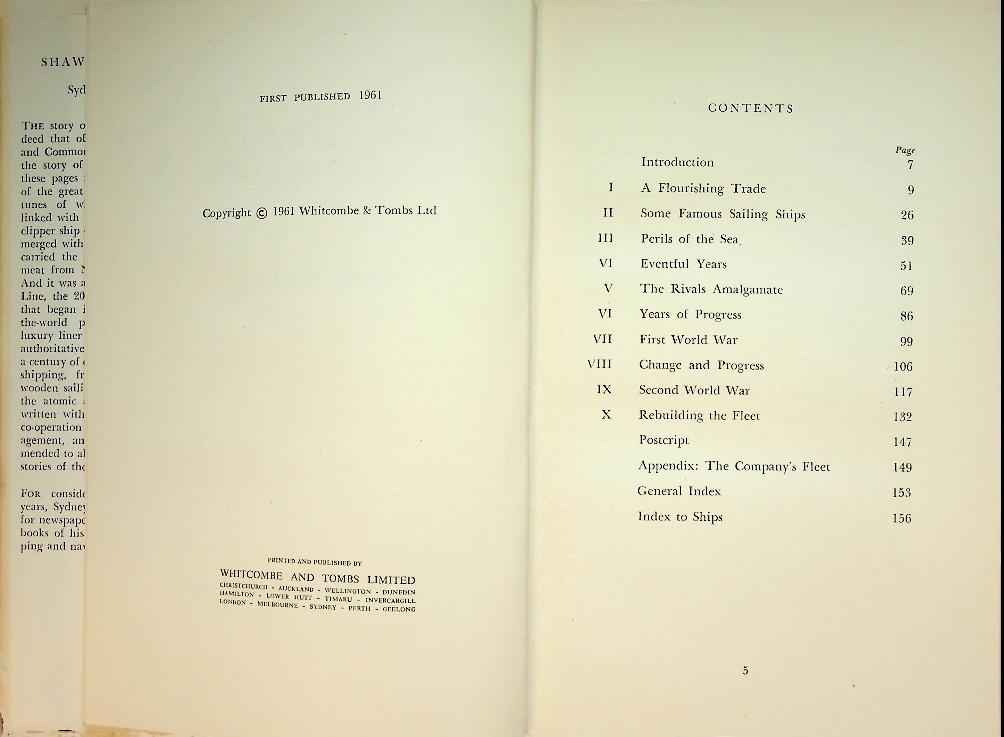 SHAW
Syd
THE story o
deed that of
and Common
the story of
these pages
of the great
tunes of w
linked with
clipper ship
merged with
carried the
meat from N
And it was a
Line, the 20
that began i
the-world p
luxury liner
authoritative
a century of
shipping, fr
wooden saili
the atomic
written with
co-operation
agement, an
mended to al
stories of the
FOR conside
years, Sydney
for newspape
books of his
ping and nav
FIRST PUBLISHED 1961
Copyright © 1961 Whitcombe & Tombs Ltd
PRINTED AND PUBLISHED BY
WHITCOMBE AND TOMBS LIMITED
CHRISTCHURCH - AUCKLAND - WELLINGTON - DUNEDIN
HAMILTON - LOWER HUTT - TIMARU - INVERCARGILL
LONDON - MELBOURNE - SYDNEY - PERTH - GEELONG
CONTENTS
Page
Introduction 7
I A Flourishing Trade 9
II Some Famous Sailing Ships 26
III Perils of the Sea 39
VI Eventful Years 51
V The Rivals Amalgamate 69
VI Years of Progress 86
VII First World War 99
VIII Change and Progress 106
IX Second World War 117
X Rebuilding the Fleet 132
Postcript 147
Appendix: The Company's Fleet 149
General Index 153
Index to Ships 156
5